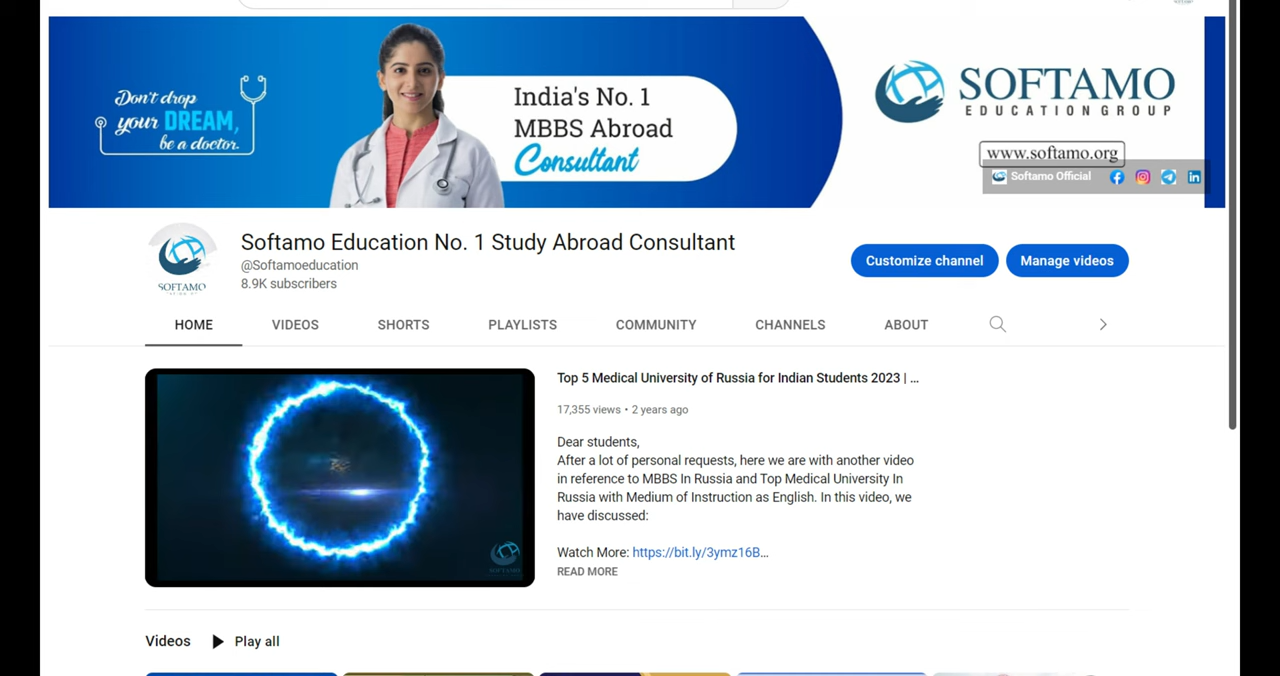 Don't drop
your DREAM,
be a doctor.
India's No. 1
MBBS Abroad
Consultant
SOFTAMO
EDUCATION GROUP
www.softamo.org
Softamo Official
SOFTAMO
Softamo Education No. 1 Study Abroad Consultant
@Softamoeducation
8.9K subscribers
Customize channel
Manage videos
HOME
VIDEOS
SHORTS
PLAYLISTS
COMMUNITY
CHANNELS
ABOUT
Top 5 Medical University of Russia for Indian Students 2023 | ...
17,355 views • 2 years ago
Dear students,
After a lot of personal requests, here we are with another video
in reference to MBBS In Russia and Top Medical University In
Russia with Medium of Instruction as English. In this video, we
have discussed:
Watch More: https://bit.ly/3ymz16B...
READ MORE
SOFTAMO
Videos
Play all